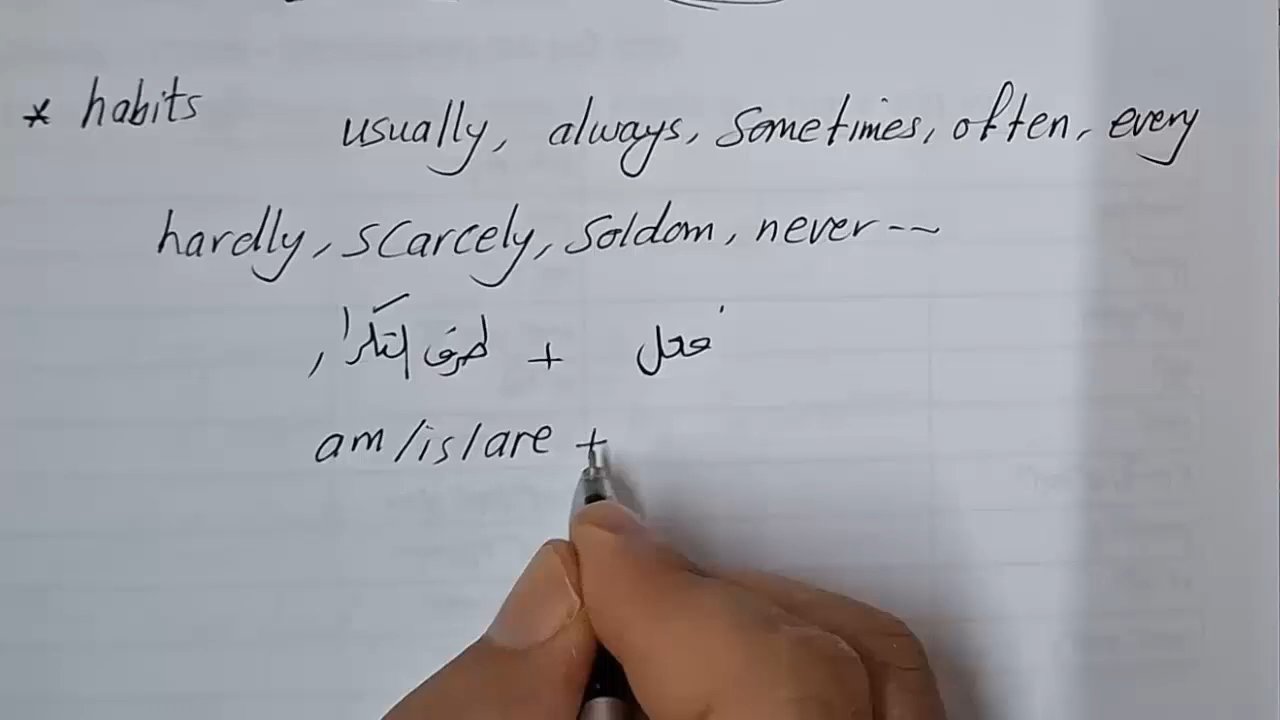 * habits usually, always, sometimes, often, every
hardly, scarcely, soldom, never --~
فعل + ظرف التكرار
am/is/are +